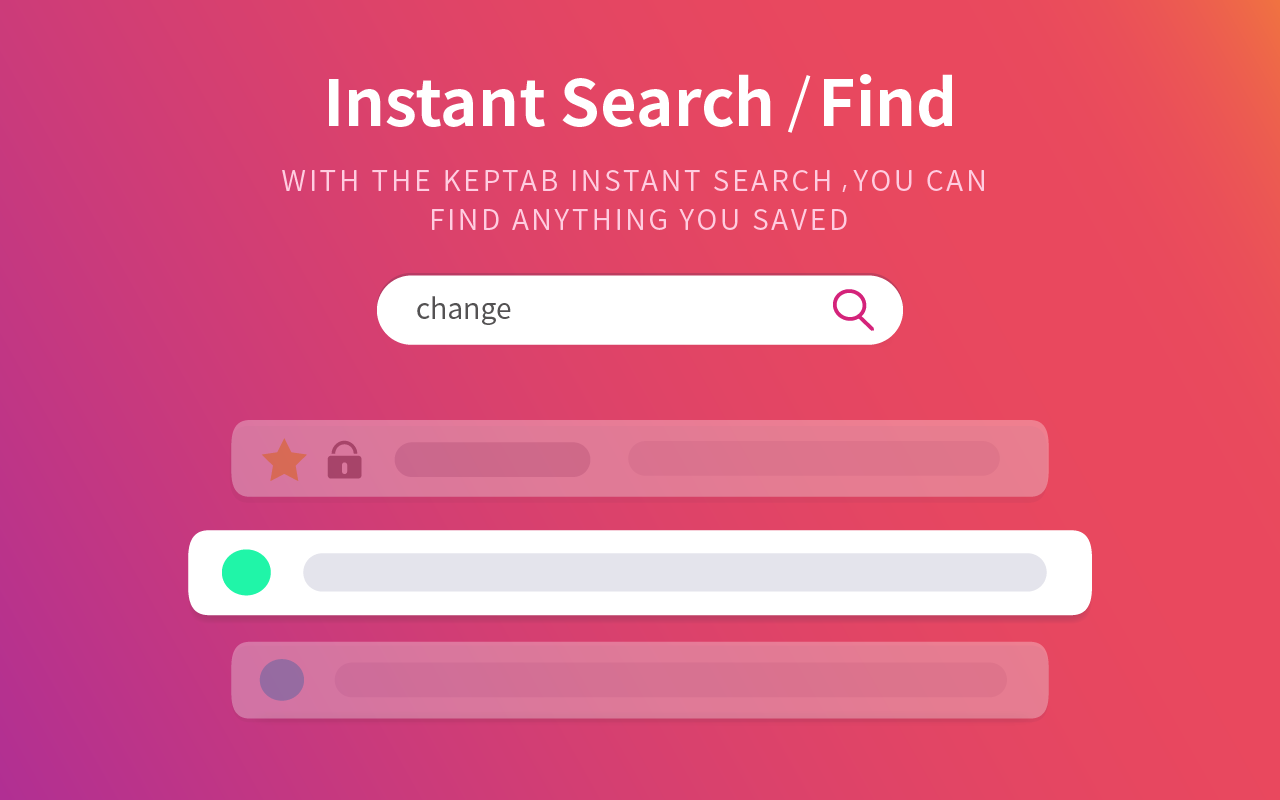 Instant Search / Find
WITH THE KEPTAB INSTANT SEARCH ,YOU CAN
FIND ANYTHING YOU SAVED
change